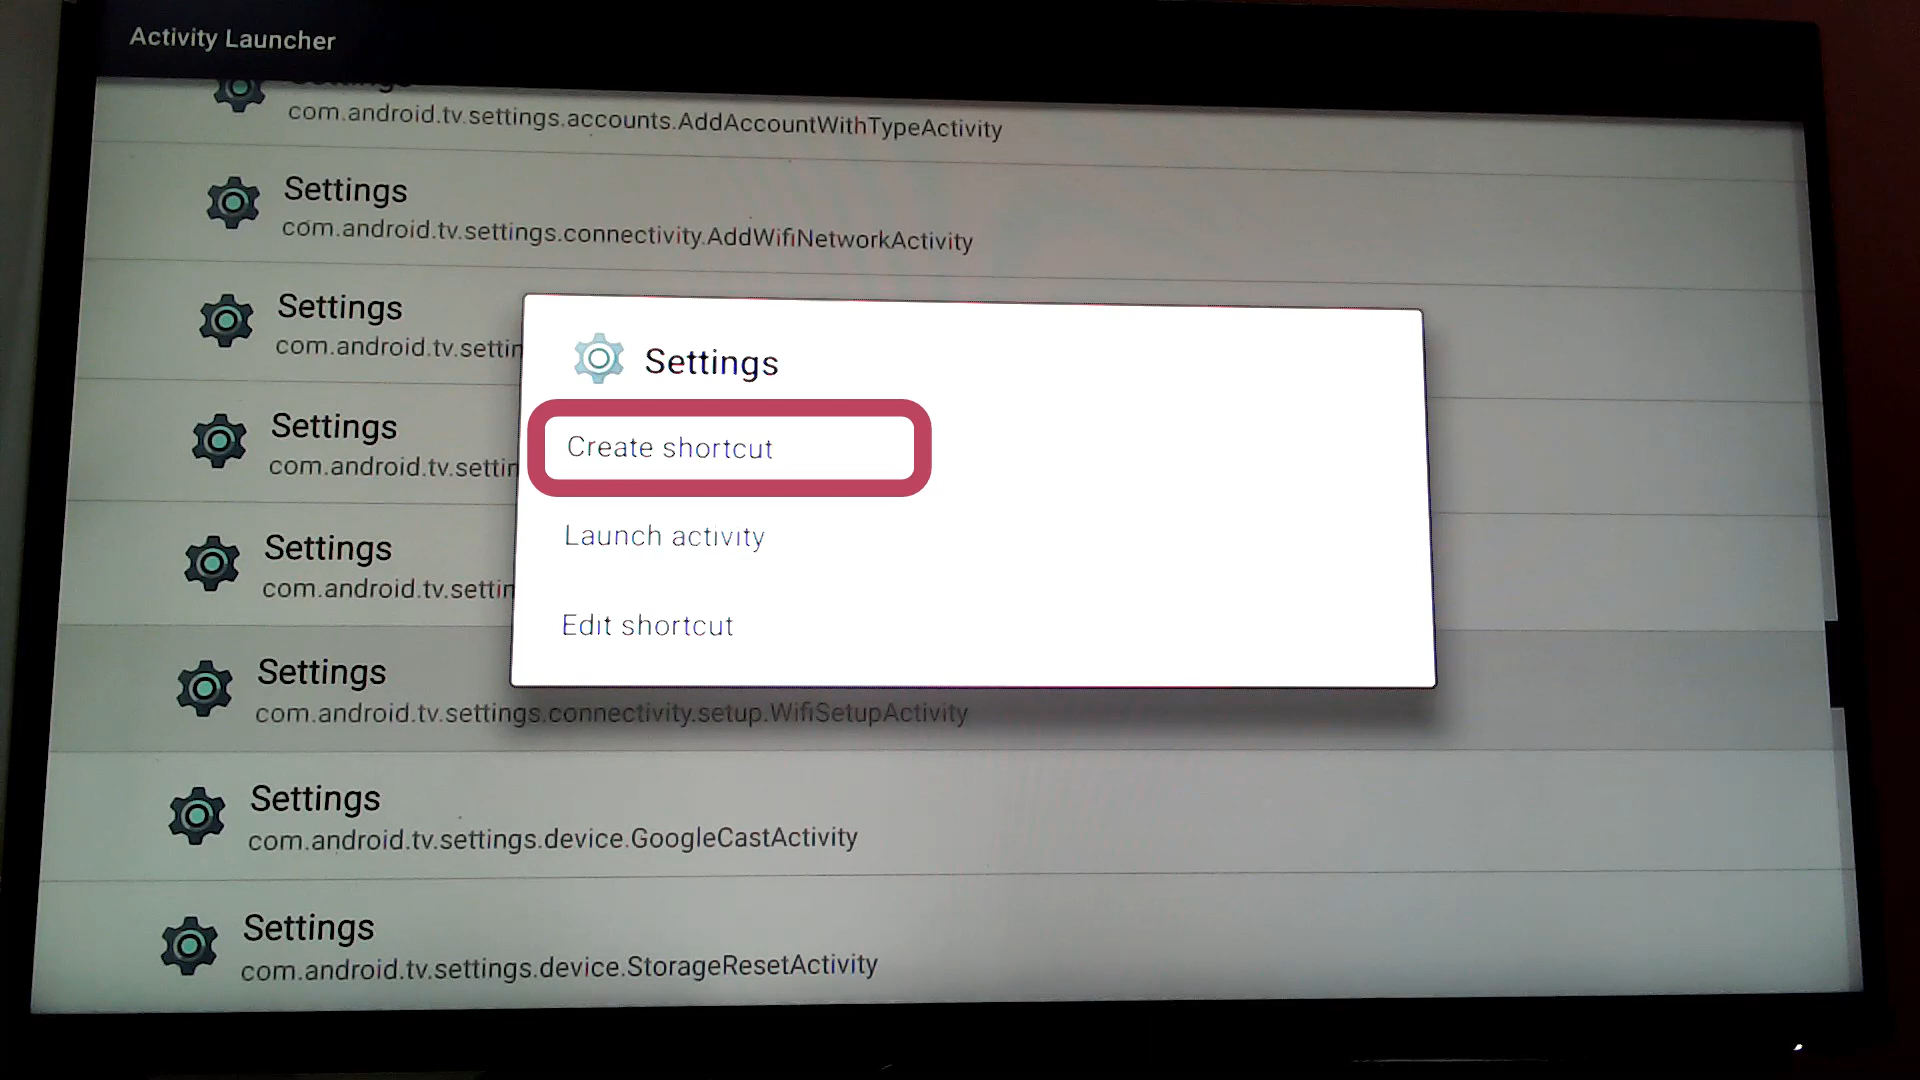 Activity Launcher
Settings
com.android.tv.settings.accounts.AddAccountWithTypeActivity
Settings
com.android.tv.settings.connectivity.AddWifiNetworkActivity
Settings
com.android.tv.settin
Settings
com.android.tv.settin
Settings
com.android.tv.settin
Settings
com.android.tv.settings.connectivity.setup.WifiSetupActivity
Settings
com.android.tv.settings.device.GoogleCastActivity
Settings
com.android.tv.settings.device.StorageResetActivity
Settings
Create shortcut
Launch activity
Edit shortcut